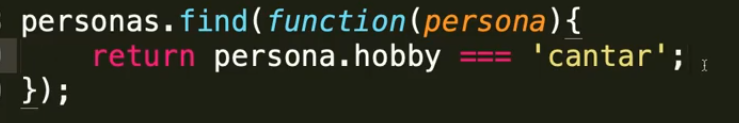 personas.find(function(persona){
return persona.hobby === 'cantar';
});